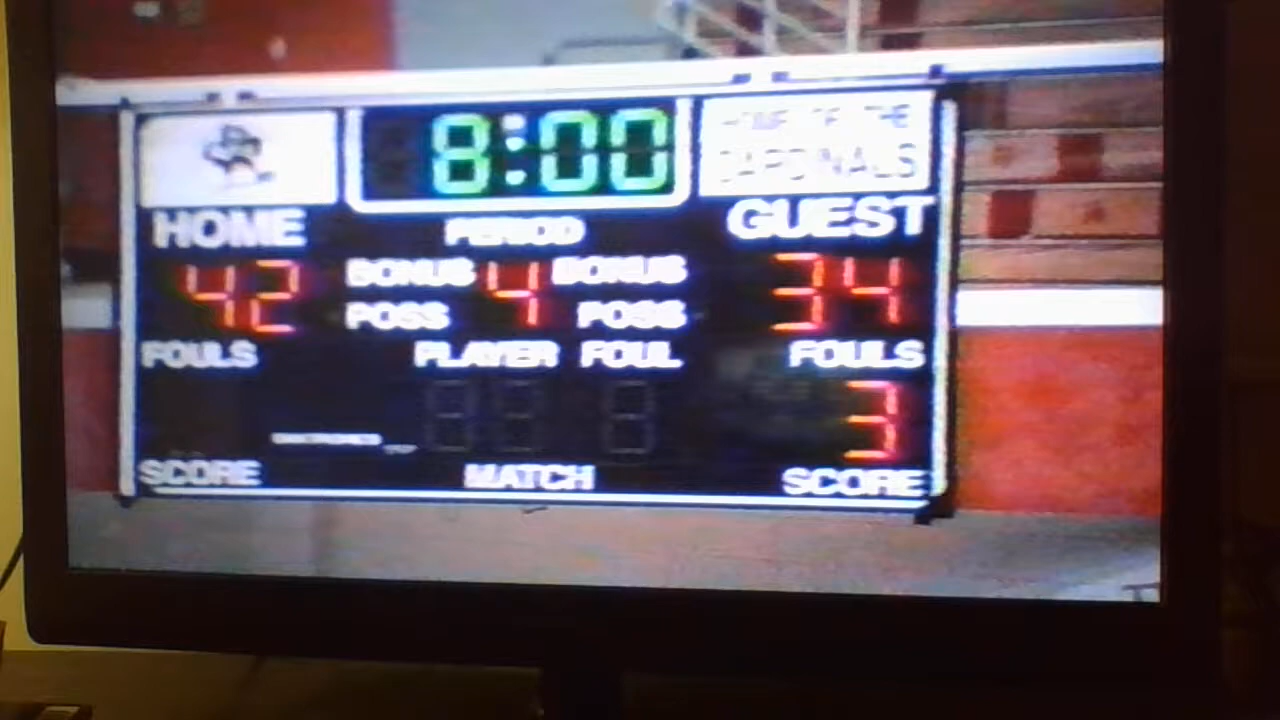 8:00
HOME OF THE
CARDINALS
HOME PERIOD GUEST
42 BONUS 4 BONUS 34
POSS POSS
FOULS PLAYER FOUL FOULS
3
SCORE MATCH SCORE